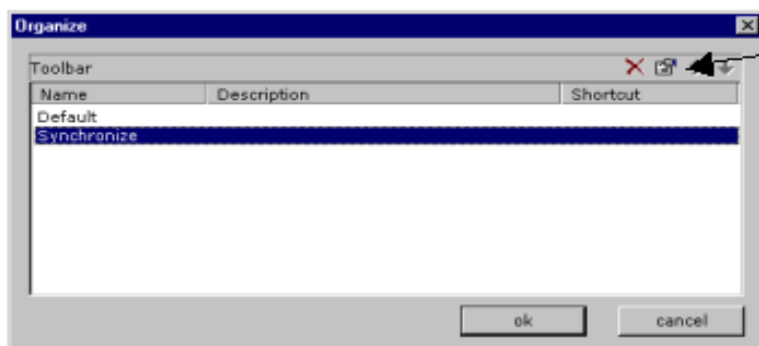 Organize
Toolbar
Name Description Shortcut
Default
Synchronize
ok cancel